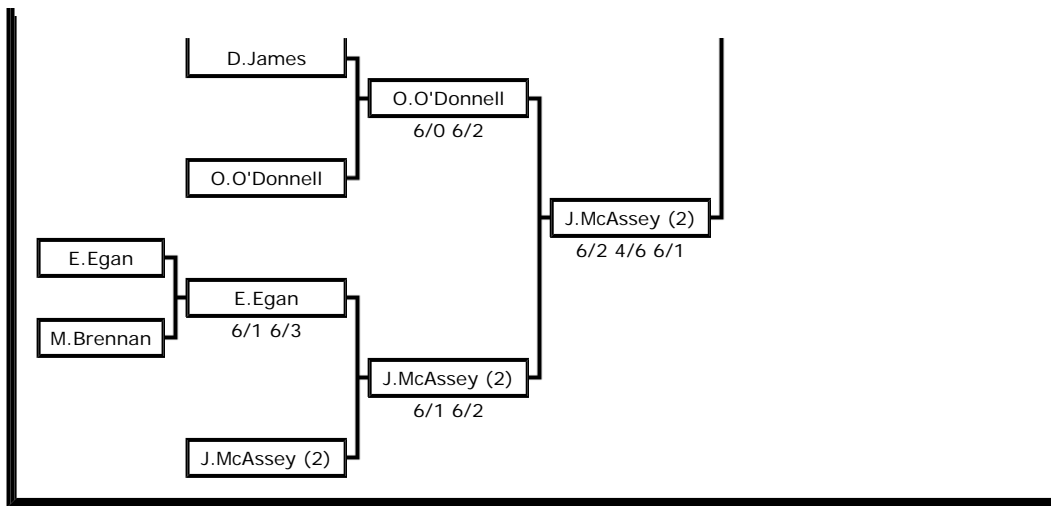 D.James
O.O'Donnell
6/0 6/2
O.O'Donnell
J.McAssey (2)
6/2 4/6 6/1
E.Egan
E.Egan
6/1 6/3
M.Brennan
J.McAssey (2)
6/1 6/2
J.McAssey (2)